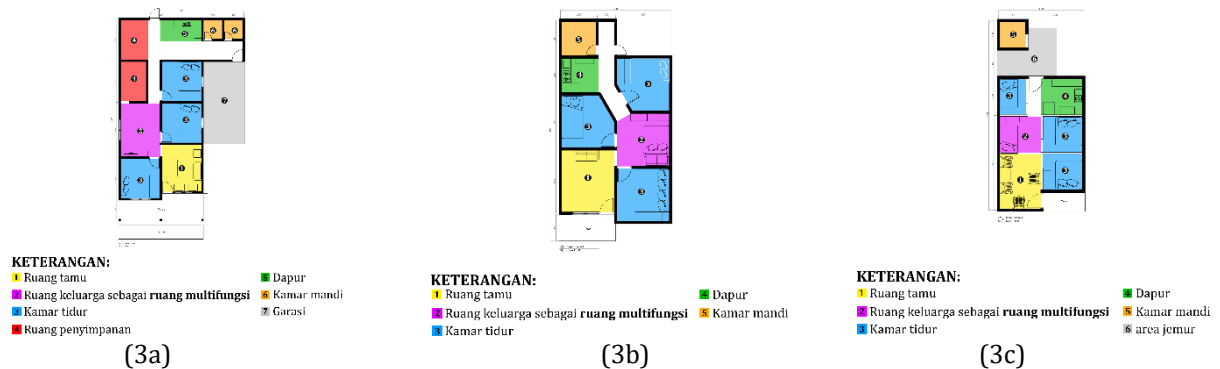 KETERANGAN:
1 Ruang tamu
2 Ruang keluarga sebagai ruang multifungsi
3 Kamar tidur
4 Ruang penyimpanan
5 Dapur
6 Kamar mandi
7 Garasi
(3a)
KETERANGAN:
1 Ruang tamu
2 Ruang keluarga sebagai ruang multifungsi
3 Kamar tidur
4 Dapur
5 Kamar mandi
(3b)
KETERANGAN:
1 Ruang tamu
2 Ruang keluarga sebagai ruang multifungsi
3 Kamar tidur
4 Dapur
5 Kamar mandi
6 area jemur
(3c)